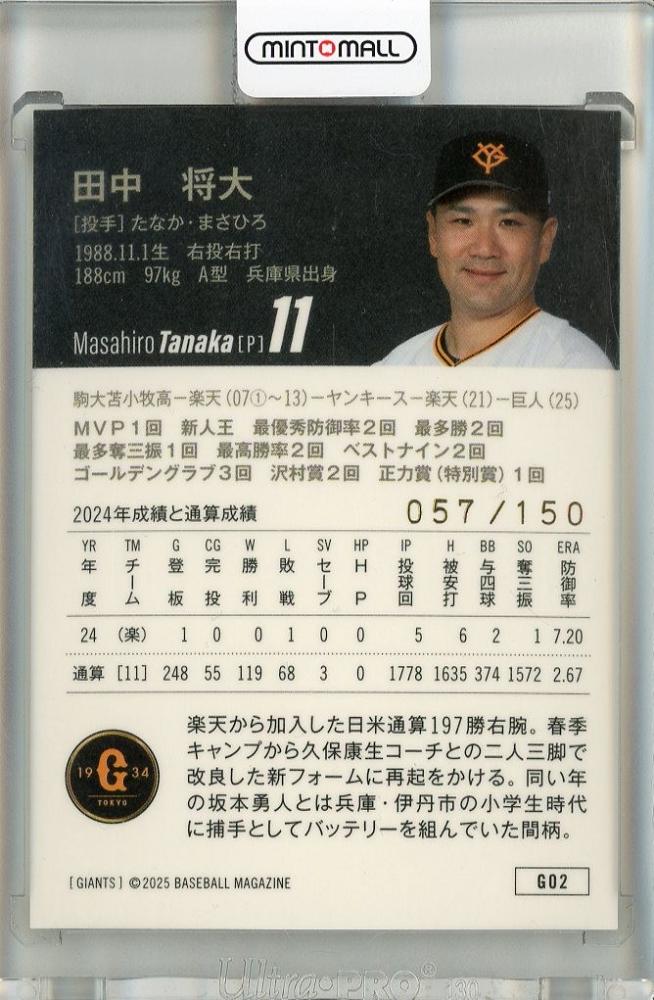 MINTMALL
YG
田中 将大
[投手] たなか・まさひろ
1988.11.1生 右投右打
188cm 97kg A型 兵庫県出身
Masahiro Tanaka [P] 11
駒大苫小牧高−楽天(07①〜13)−ヤンキース−楽天(21)−巨人(25)
MVP1回 新人王 最優秀防御率2回 最多勝2回
最多奪三振1回 最高勝率2回 ベストナイン2回
ゴールデングラブ3回 沢村賞2回 正力賞(特別賞)1回
2024年成績と通算成績 057/150
YR TM G CG W L SV HP IP H BB SO ERA
年度 チーム 登板 完投 勝利 敗戦 セーブ HP 投球回 被安打 与四球 奪三振 防御率
24 (楽) 1 0 0 1 0 0 5 6 2 1 7.20
通算 [11] 248 55 119 68 3 0 1778 1635 374 1572 2.67
楽天から加入した日米通算197勝右腕。春季
キャンプから久保康生コーチとの二人三脚で
改良した新フォームに再起をかける。同い年
の坂本勇人とは兵庫・伊丹市の小学生時代
に捕手としてバッテリーを組んでいた間柄。
19 G 34
TOKYO
[GIANTS] ©2025 BASEBALL MAGAZINE
G02
Ultra•PRO® 130